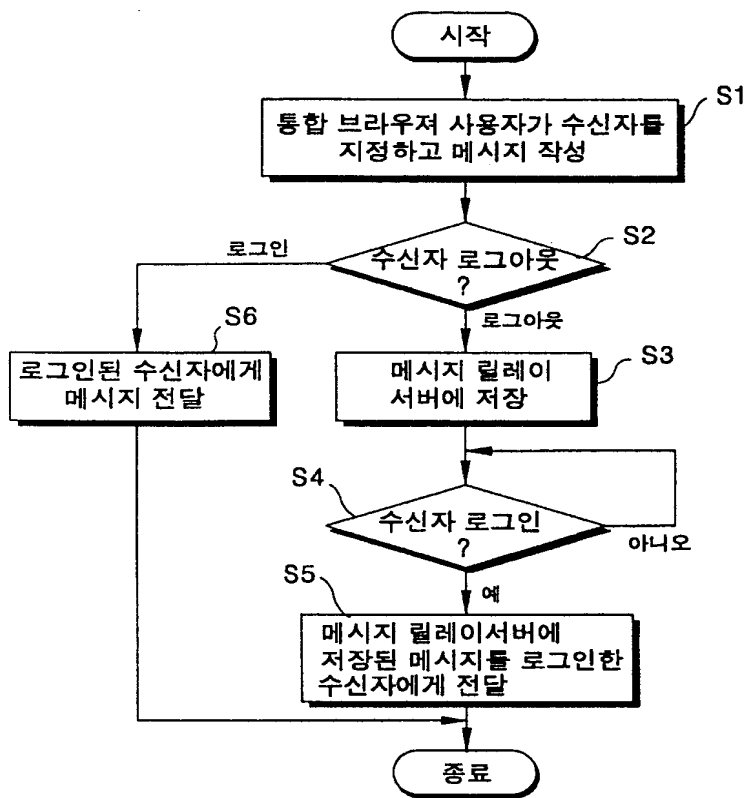 시작
S1
통합 브라우져 사용자가 수신자를
지정하고 메시지 작성
S2
로그인
수신자 로그아웃
?
로그아웃
S6
로그인된 수신자에게
메시지 전달
S3
메시지 릴레이
서버에 저장
S4
수신자 로그인
?
아니오
예
S5
메시지 릴레이서버에
저장된 메시지를 로그인한
수신자에게 전달
종료